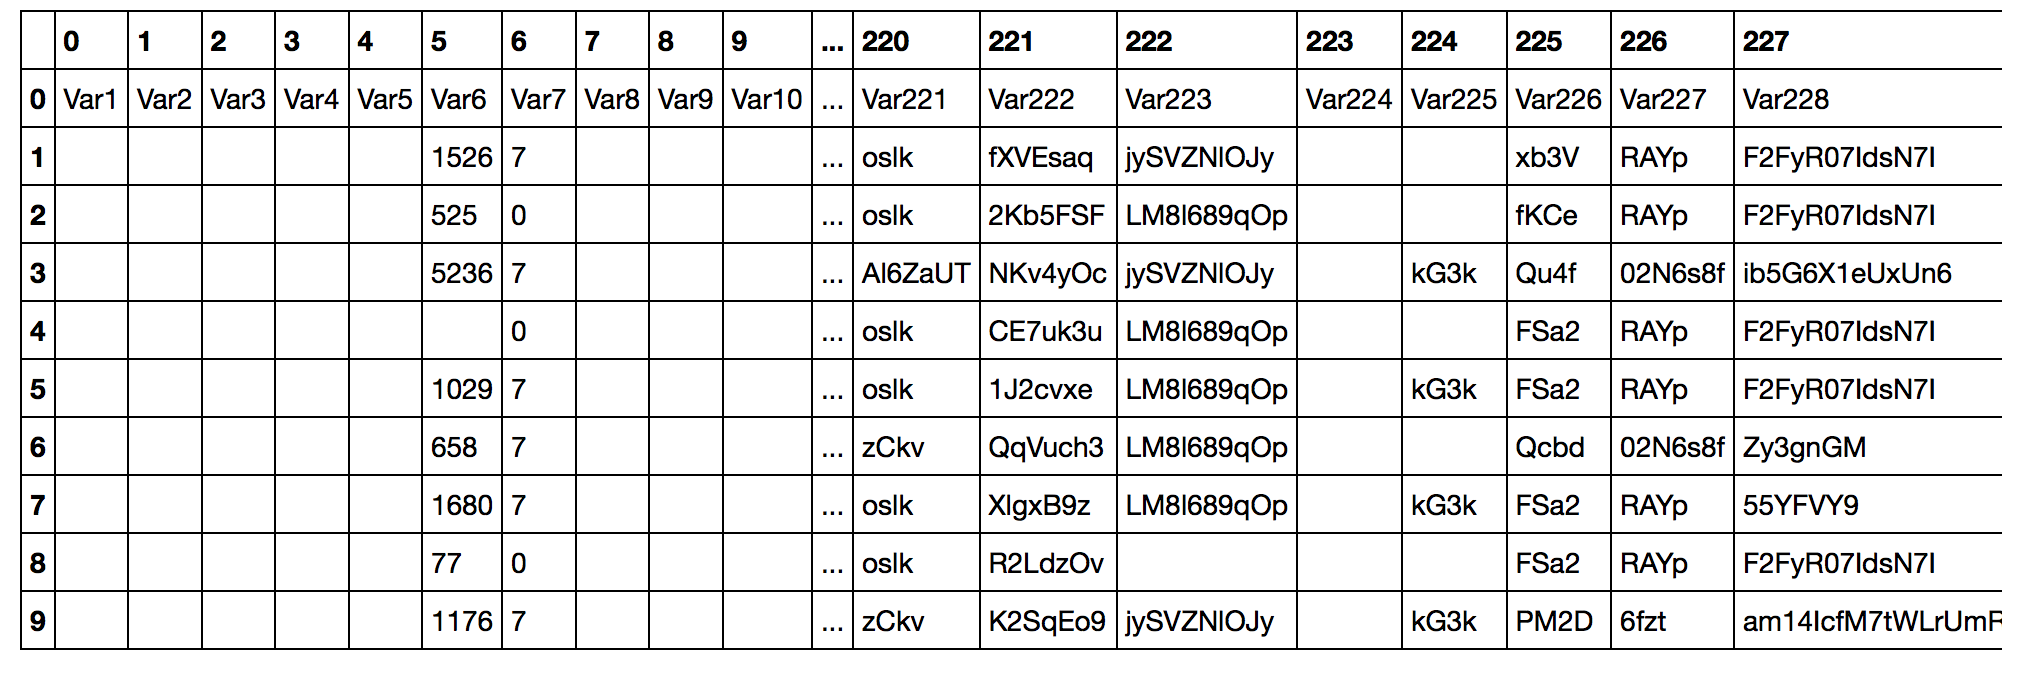 0 1 2 3 4 5 6 7 8 9 ... 220 221 222 223 224 225 226 227
0 Var1 Var2 Var3 Var4 Var5 Var6 Var7 Var8 Var9 Var10 ... Var221 Var222 Var223 Var224 Var225 Var226 Var227 Var228
1 1526 7 ... oslk fXVEsaq jySVZNlOJy xb3V RAYp F2FyR07IdsN7I
2 525 0 ... oslk 2Kb5FSF LM8l689qOp fKCe RAYp F2FyR07IdsN7I
3 5236 7 ... Al6ZaUT NKv4yOc jySVZNlOJy kG3k Qu4f 02N6s8f ib5G6X1eUxUn6
4 0 ... oslk CE7uk3u LM8l689qOp FSa2 RAYp F2FyR07IdsN7I
5 1029 7 ... oslk 1J2cvxe LM8l689qOp kG3k FSa2 RAYp F2FyR07IdsN7I
6 658 7 ... zCkv QqVuch3 LM8l689qOp Qcbd 02N6s8f Zy3gnGM
7 1680 7 ... oslk XlgxB9z LM8l689qOp kG3k FSa2 RAYp 55YFVY9
8 77 0 ... oslk R2LdzOv FSa2 RAYp F2FyR07IdsN7I
9 1176 7 ... zCkv K2SqEo9 jySVZNlOJy kG3k PM2D 6fzt am14IcfM7tWLrUmR